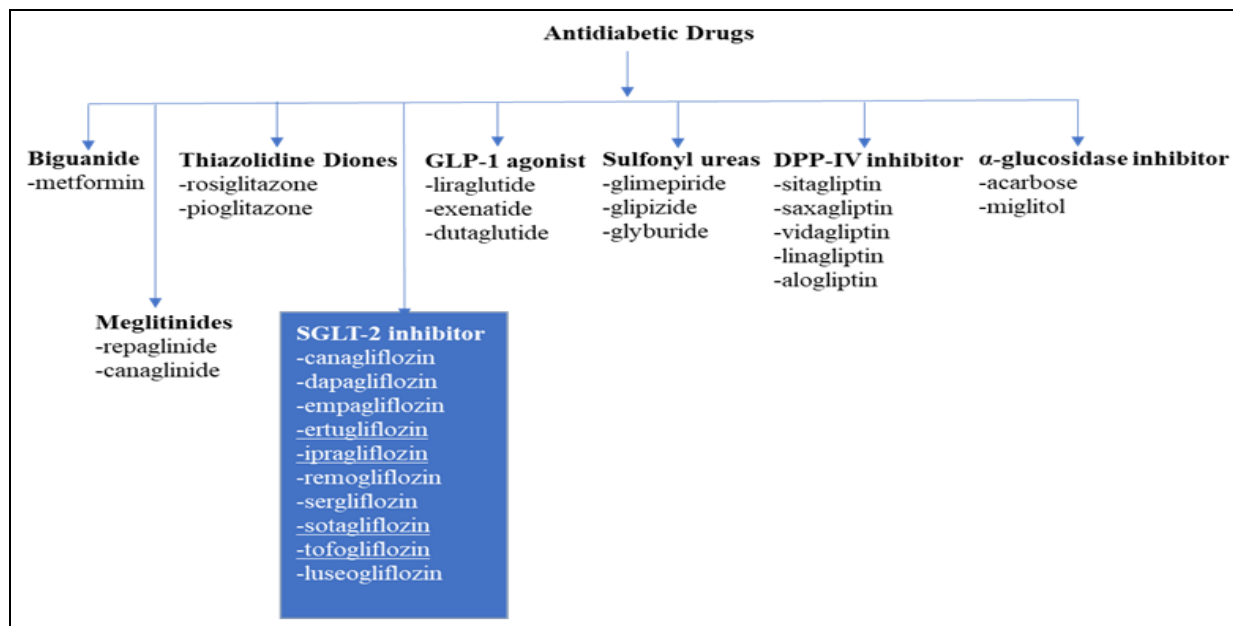 Antidiabetic Drugs
Biguanide
-metformin
Thiazolidine Diones
-rosiglitazone
-pioglitazone
GLP-1 agonist
-liraglutide
-exenatide
-dutaglutide
Sulfonyl ureas
-glimepiride
-glipizide
-glyburide
DPP-IV inhibitor
-sitagliptin
-saxagliptin
-vidagliptin
-linagliptin
-alogliptin
α-glucosidase inhibitor
-acarbose
-miglitol
Meglitinides
-repaglinide
-canaglinide
SGLT-2 inhibitor
-canagliflozin
-dapagliflozin
-empagliflozin
-ertugliflozin
-ipragliflozin
-remogliflozin
-sergliflozin
-sotagliflozin
-tofogliflozin
-luseogliflozin